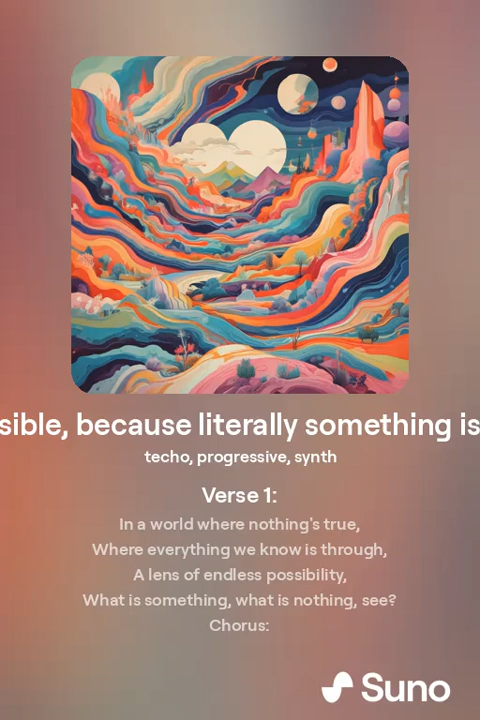 sible, because literally something is
techo, progressive, synth
Verse 1:
In a world where nothing's true,
Where everything we know is through,
A lens of endless possibility,
What is something, what is nothing, see?
Chorus:
Suno